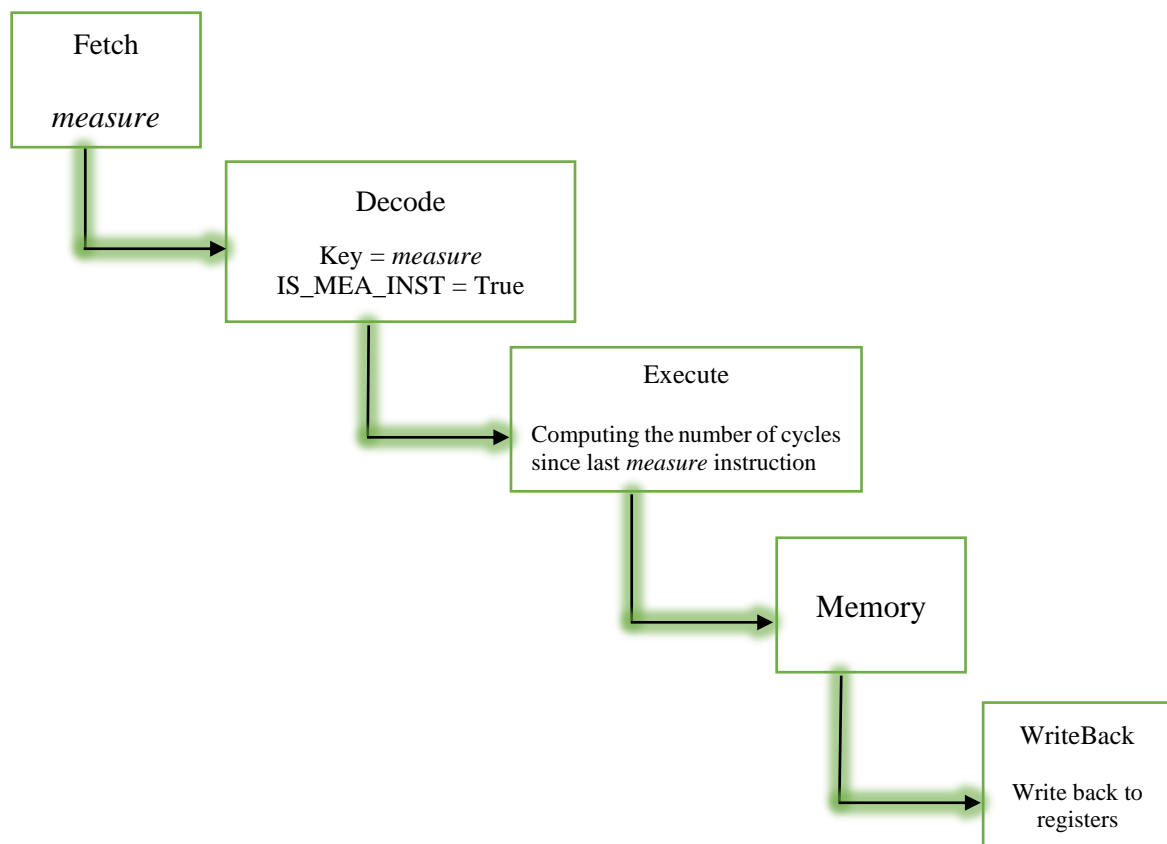 Fetch
measure
Decode
Key = measure
IS_MEA_INST = True
Execute
Computing the number of cycles
since last measure instruction
Memory
WriteBack
Write back to
registers